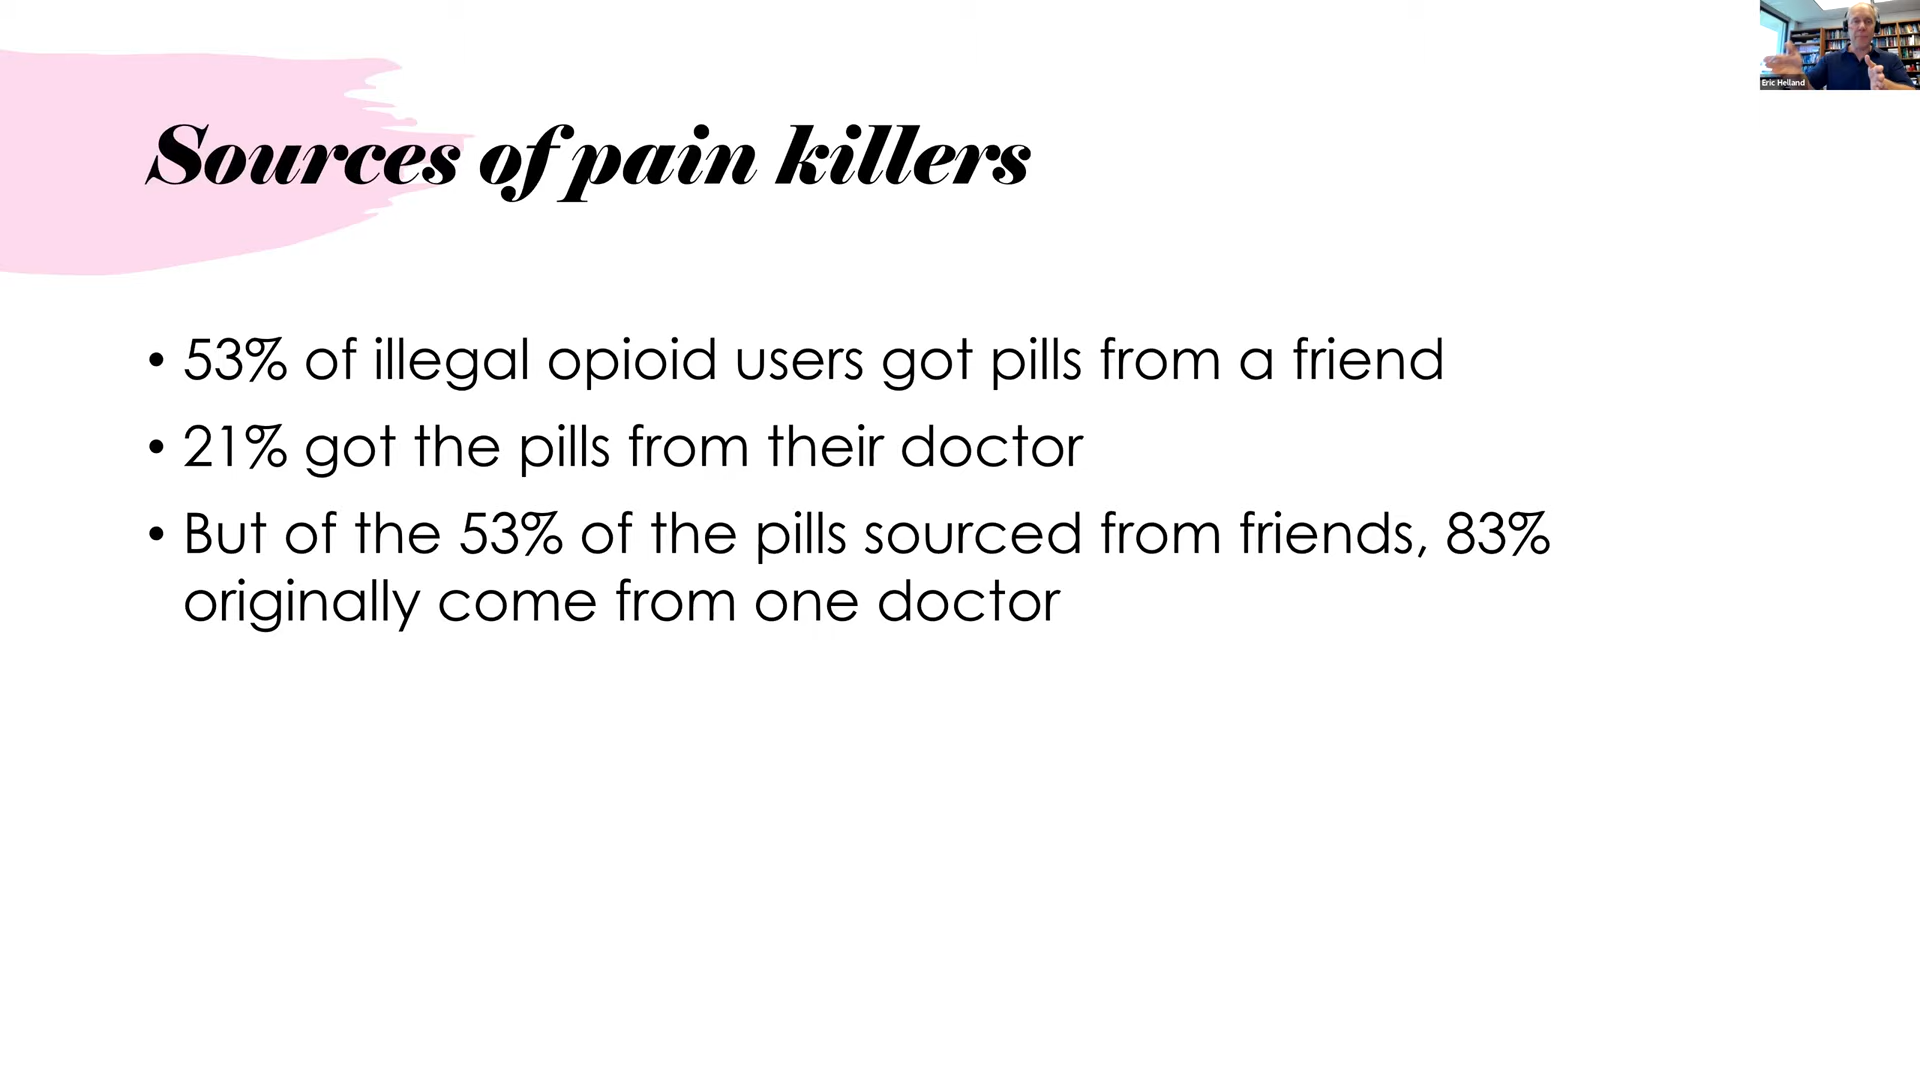 Eric Helland
Sources of pain killers
• 53% of illegal opioid users got pills from a friend
• 21% got the pills from their doctor
• But of the 53% of the pills sourced from friends, 83%
originally come from one doctor